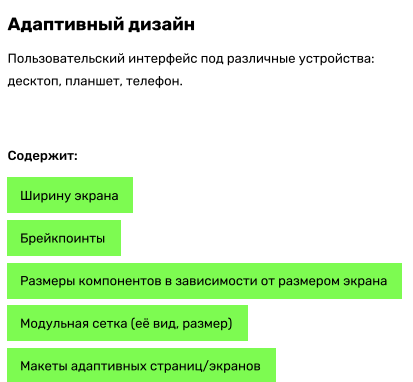 Адаптивный дизайн
Пользовательский интерфейс под различные устройства:
десктоп, планшет, телефон.
Содержит:
Ширину экрана
Брейкпоинты
Размеры компонентов в зависимости от размером экрана
Модульная сетка (её вид, размер)
Макеты адаптивных страниц/экранов